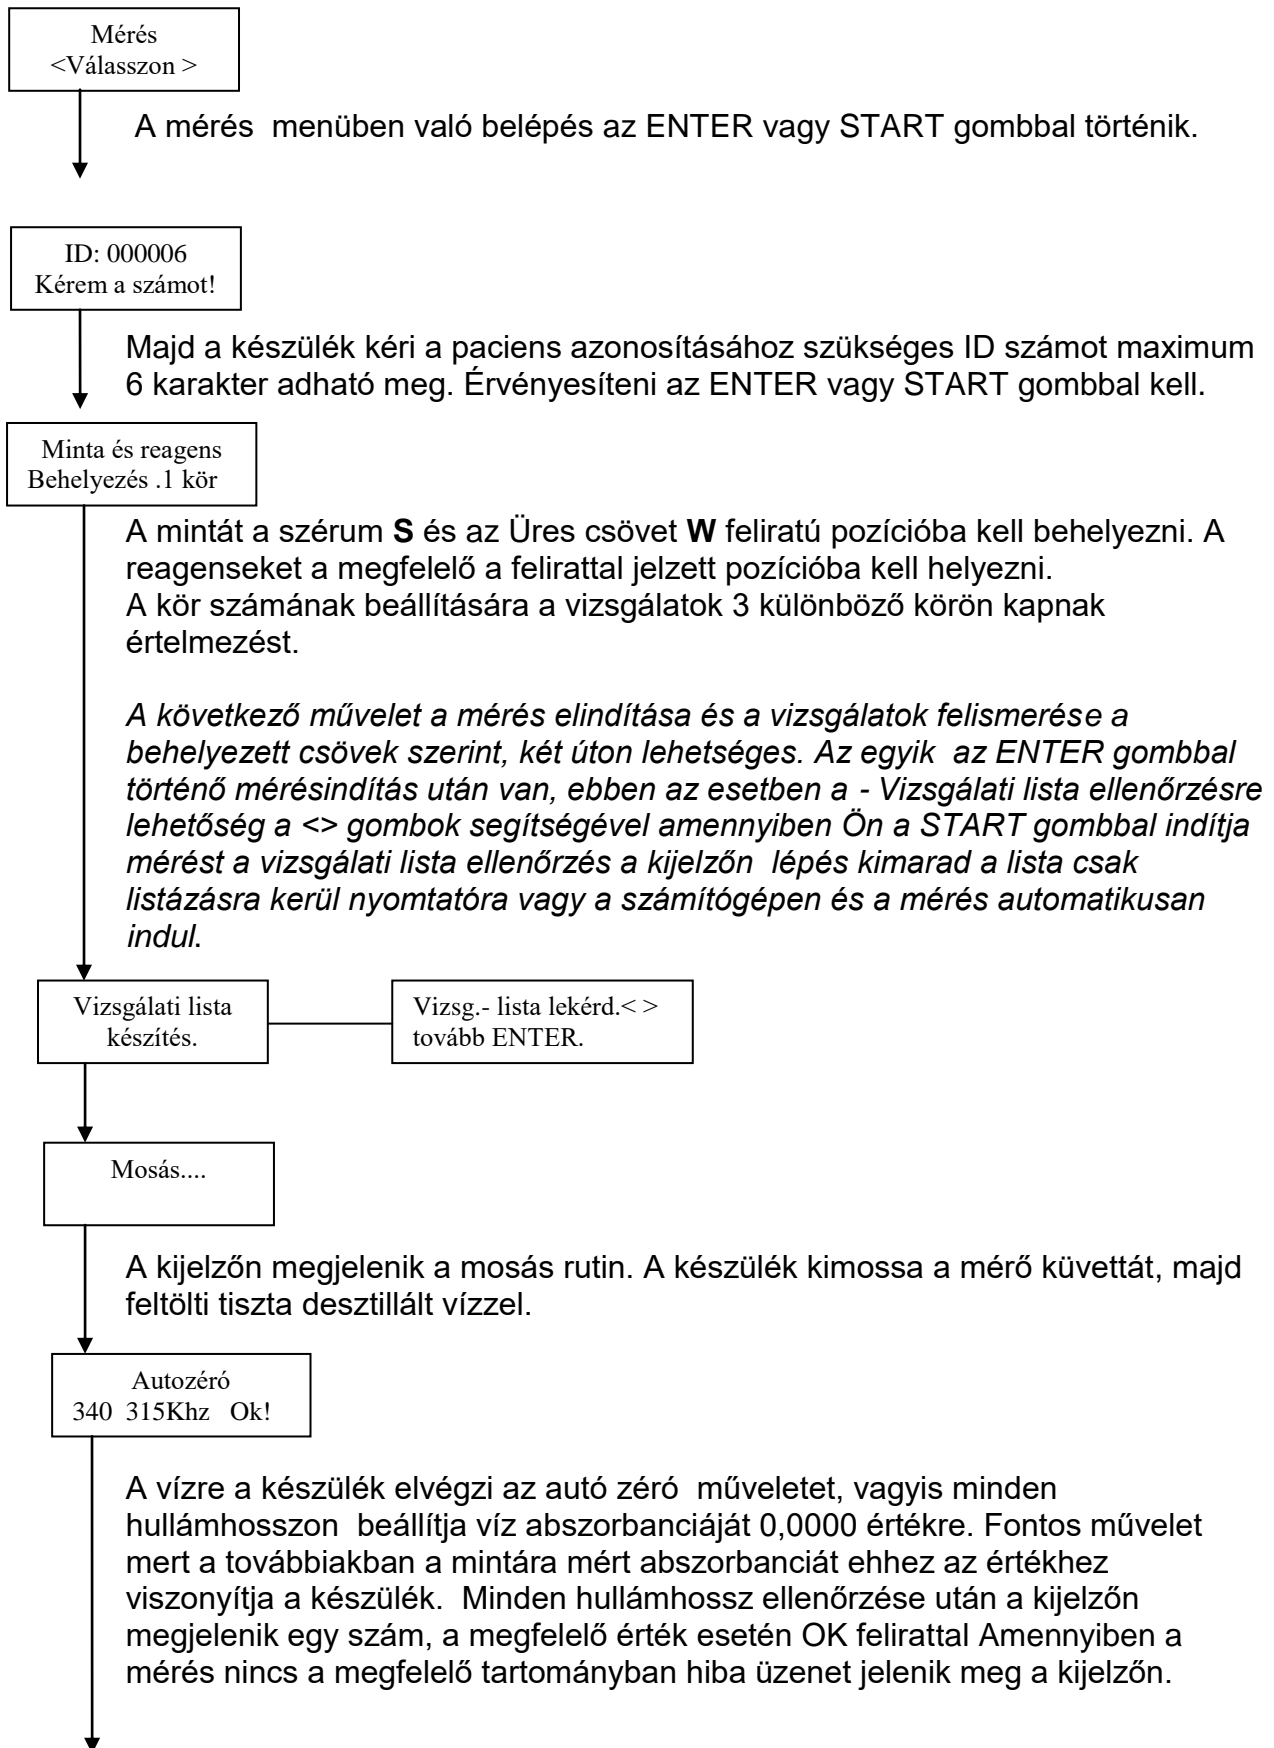 Mérés
<Válasszon >
A mérés  menüben való belépés az ENTER vagy START gombbal történik.
ID: 000006
Kérem a számot!
Majd a készülék kéri a paciens azonosításához szükséges ID számot maximum
6 karakter adható meg. Érvényesíteni az ENTER vagy START gombbal kell.
Minta és reagens
Behelyezés .1 kör
A mintát a szérum S és az Üres csövet W feliratú pozícióba kell behelyezni. A
reagenseket a megfelelő a felirattal jelzett pozícióba kell helyezni.
A kör számának beállítására a vizsgálatok 3 különböző körön kapnak
értelmezést.
A következő művelet a mérés elindítása és a vizsgálatok felismerése a
behelyezett csövek szerint, két úton lehetséges. Az egyik  az ENTER gombbal
történő mérésindítás után van, ebben az esetben a - Vizsgálati lista ellenőrzésre
lehetőség a <> gombok segítségével amennyiben Ön a START gombbal indítja
mérést a vizsgálati lista ellenőrzés a kijelzőn  lépés kimarad a lista csak
listázásra kerül nyomtatóra vagy a számítógépen és a mérés automatikusan
indul.
Vizsgálati lista
készítés.
Vizsg.- lista lekérd.< >
tovább ENTER.
Mosás....
A kijelzőn megjelenik a mosás rutin. A készülék kimossa a mérő küvettát, majd
feltölti tiszta desztillált vízzel.
Autozéró
340  315Khz   Ok!
A vízre a készülék elvégzi az autó zéró  műveletet, vagyis minden
hullámhosszon  beállítja víz abszorbanciáját 0,0000 értékre. Fontos művelet
mert a továbbiakban a mintára mért abszorbanciát ehhez az értékhez
viszonyítja a készülék.  Minden hullámhossz ellenőrzése után a kijelzőn
megjelenik egy szám, a megfelelő érték esetén OK felirattal Amennyiben a
mérés nincs a megfelelő tartományban hiba üzenet jelenik meg a kijelzőn.